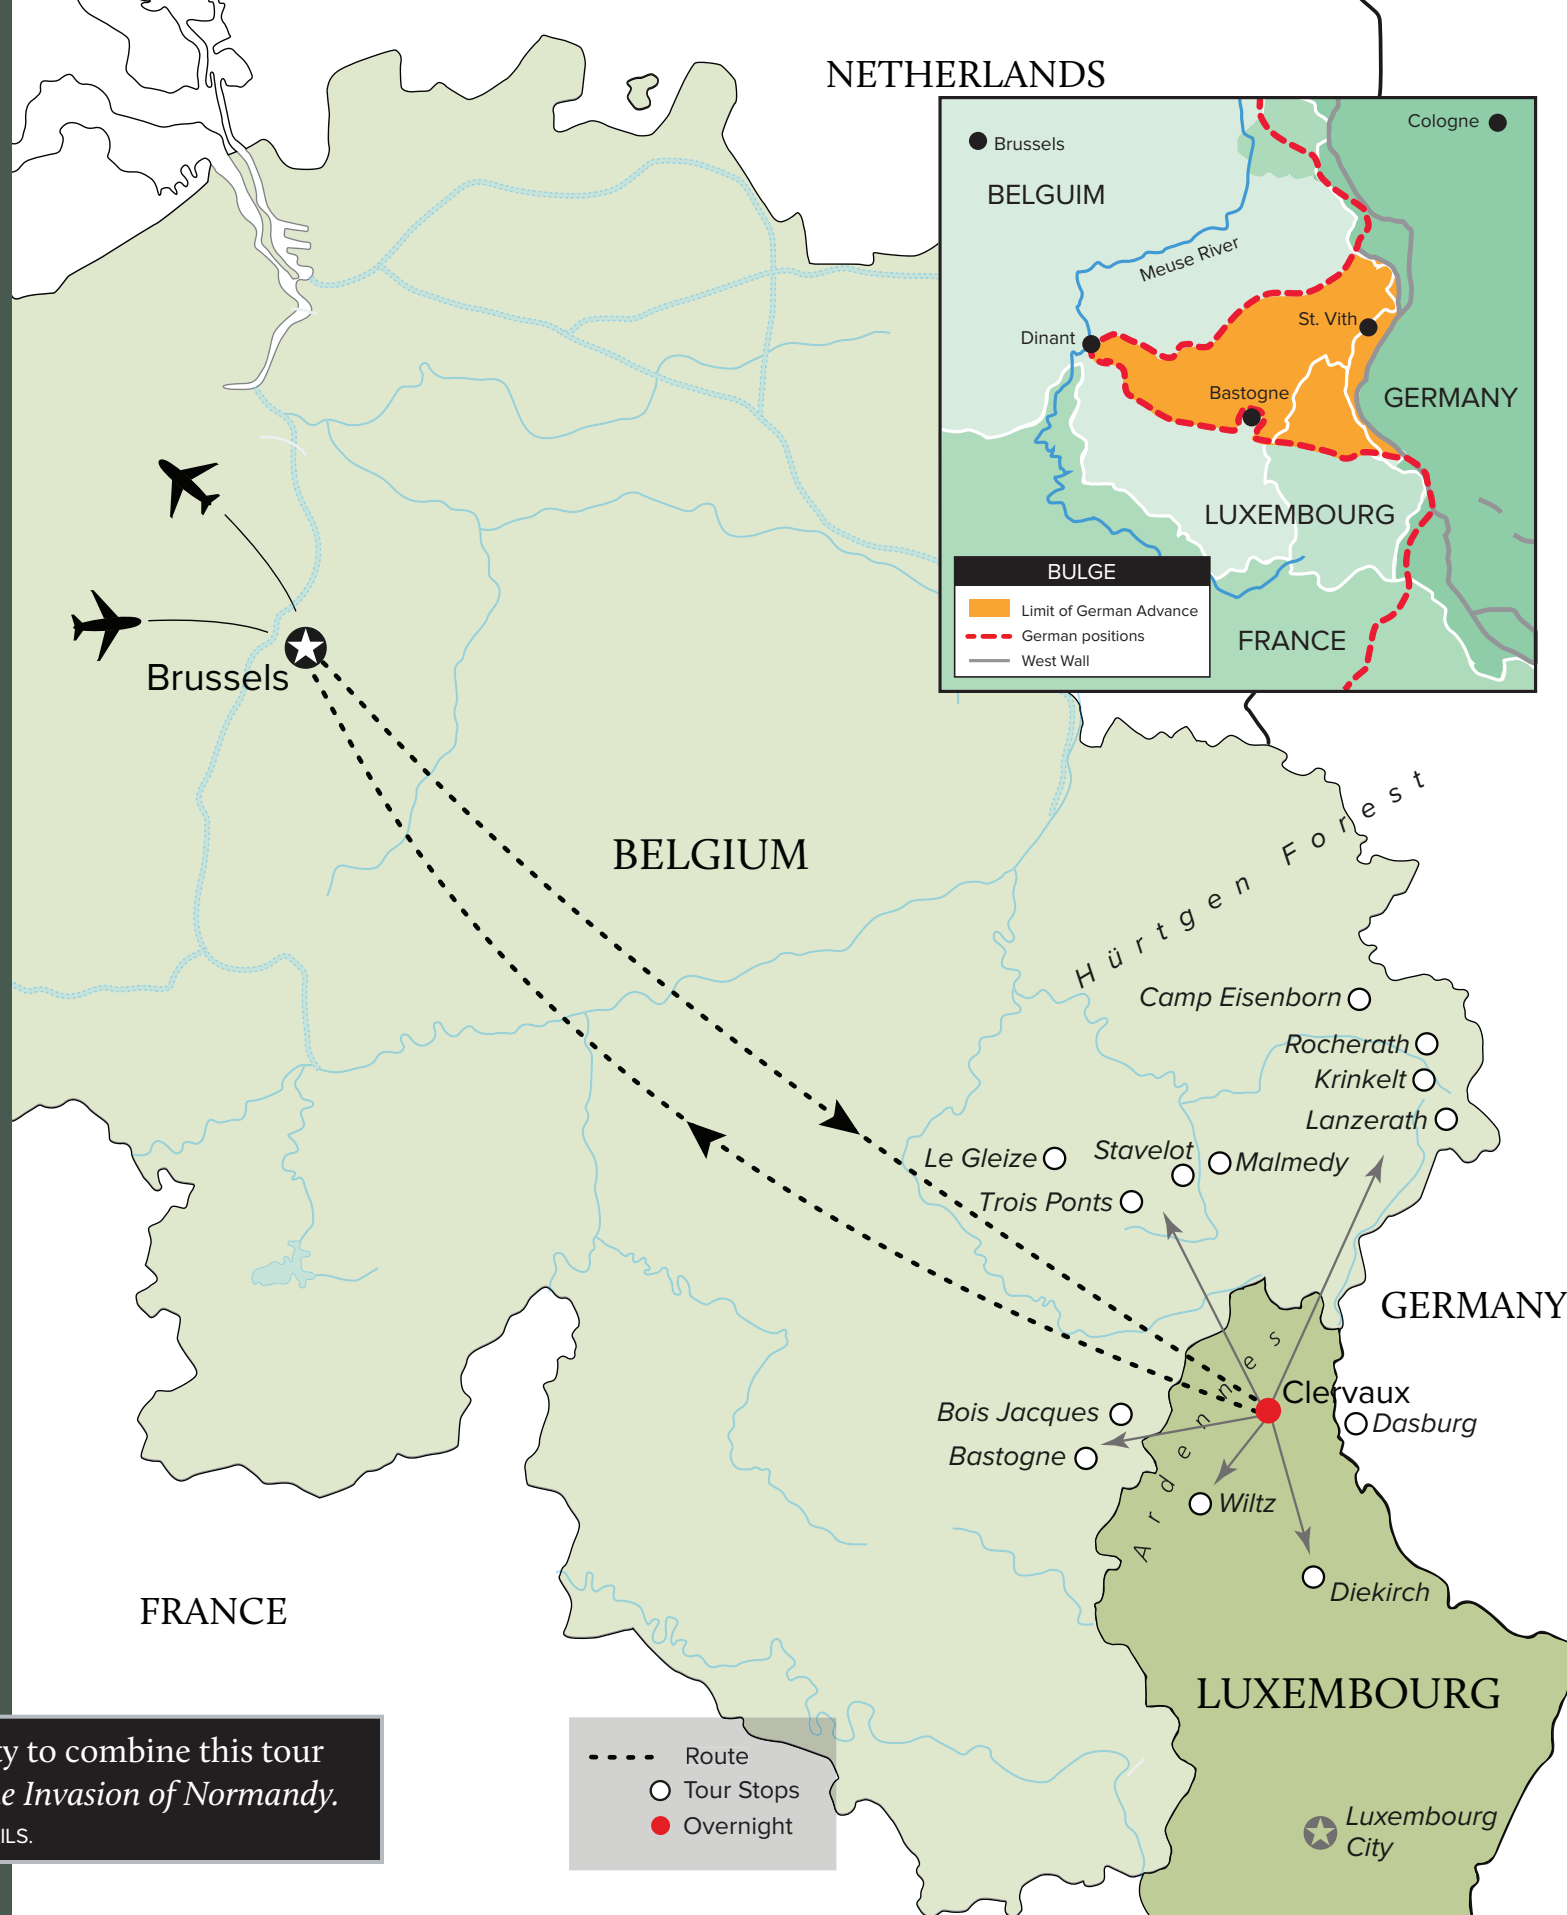 NETHERLANDS
Brussels
Cologne
BELGUIM
Meuse River
St. Vith
Dinant
Bastogne
GERMANY
LUXEMBOURG
BULGE
Limit of German Advance
German positions
West Wall
FRANCE
Brussels
BELGIUM
Hürtgen Forest
Camp Eisenborn
Rocherath
Krinkelt
Lanzerath
Le Gleize
Stavelot
Malmedy
Trois Ponts
GERMANY
Ardennes
Clervaux
Bois Jacques
Dasburg
Bastogne
Wiltz
Diekirch
FRANCE
LUXEMBOURG
ty to combine this tour
e Invasion of Normandy.
ILS.
Route
Tour Stops
Overnight
Luxembourg
City